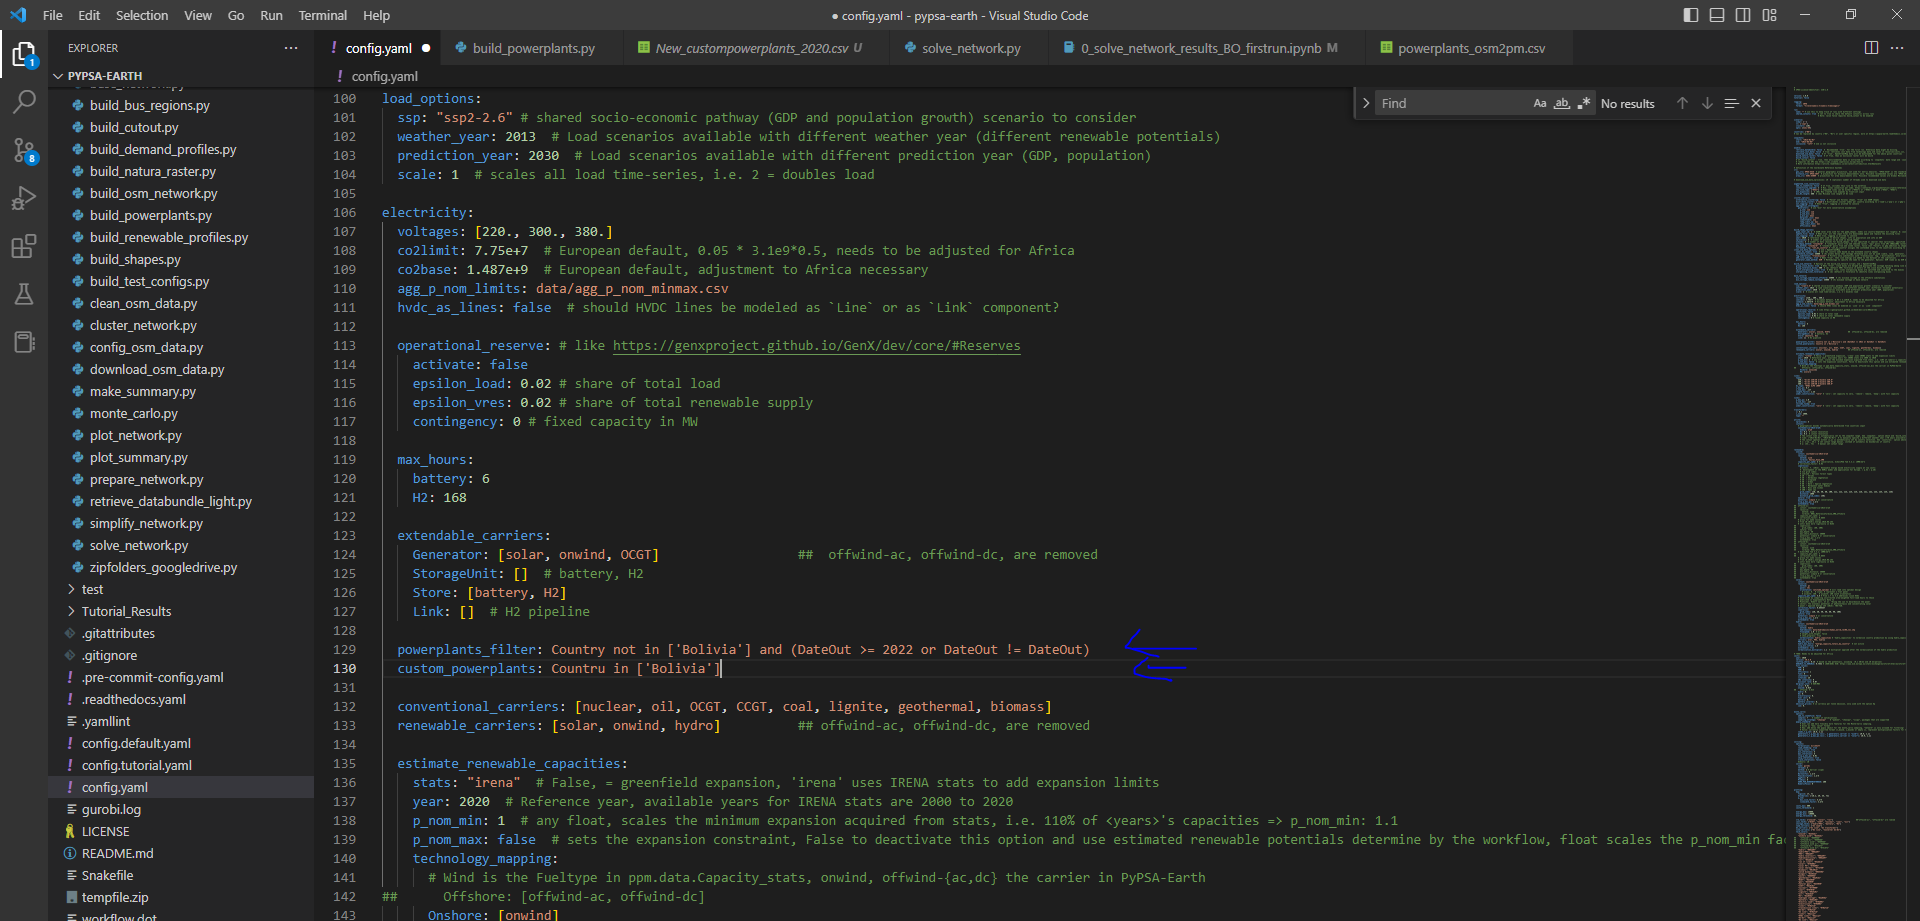 File Edit Selection View Go Run Terminal Help
● config.yaml - pypsa-earth - Visual Studio Code
EXPLORER
! config.yaml ●
build_powerplants.py
New_custompowerplants_2020.csv U
solve_network.py
0_solve_network_results_BO_firstrun.ipynb M
powerplants_osm2pm.csv
1
8
PYPSA-EARTH
build_bus_regions.py
build_cutout.py
build_demand_profiles.py
build_natura_raster.py
build_osm_network.py
build_powerplants.py
build_renewable_profiles.py
build_shapes.py
build_test_configs.py
clean_osm_data.py
cluster_network.py
config_osm_data.py
download_osm_data.py
make_summary.py
monte_carlo.py
plot_network.py
plot_summary.py
prepare_network.py
retrieve_databundle_light.py
simplify_network.py
solve_network.py
zipfolders_googledrive.py
test
Tutorial_Results
.gitattributes
.gitignore
! .pre-commit-config.yaml
! .readthedocs.yaml
.yamllint
! config.default.yaml
! config.tutorial.yaml
! config.yaml
gurobi.log
LICENSE
README.md
Snakefile
tempfile.zip
workflow.dot
! config.yaml
Find Aa ab .* No results
100 load_options:
101 ssp: "ssp2-2.6" # shared socio-economic pathway (GDP and population growth) scenario to consider
102 weather_year: 2013 # Load scenarios available with different weather year (different renewable potentials)
103 prediction_year: 2030 # Load scenarios available with different prediction year (GDP, population)
104 scale: 1 # scales all load time-series, i.e. 2 = doubles load
105
106 electricity:
107 voltages: [220., 300., 380.]
108 co2limit: 7.75e+7 # European default, 0.05 * 3.1e9*0.5, needs to be adjusted for Africa
109 co2base: 1.487e+9 # European default, adjustment to Africa necessary
110 agg_p_nom_limits: data/agg_p_nom_minmax.csv
111 hvdc_as_lines: false # should HVDC lines be modeled as `Line` or as `Link` component?
112
113 operational_reserve: # like https://genxproject.github.io/GenX/dev/core/#Reserves
114 activate: false
115 epsilon_load: 0.02 # share of total load
116 epsilon_vres: 0.02 # share of total renewable supply
117 contingency: 0 # fixed capacity in MW
118
119 max_hours:
120 battery: 6
121 H2: 168
122
123 extendable_carriers:
124 Generator: [solar, onwind, OCGT] ## offwind-ac, offwind-dc, are removed
125 StorageUnit: [] # battery, H2
126 Store: [battery, H2]
127 Link: [] # H2 pipeline
128
129 powerplants_filter: Country not in ['Bolivia'] and (DateOut >= 2022 or DateOut != DateOut)
130 custom_powerplants: Countru in ['Bolivia']
131
132 conventional_carriers: [nuclear, oil, OCGT, CCGT, coal, lignite, geothermal, biomass]
133 renewable_carriers: [solar, onwind, hydro] ## offwind-ac, offwind-dc, are removed
134
135 estimate_renewable_capacities:
136 stats: "irena" # False, = greenfield expansion, 'irena' uses IRENA stats to add expansion limits
137 year: 2020 # Reference year, available years for IRENA stats are 2000 to 2020
138 p_nom_min: 1 # any float, scales the minimum expansion acquired from stats, i.e. 110% of <years>'s capacities => p_nom_min: 1.1
139 p_nom_max: false # sets the expansion constraint, False to deactivate this option and use estimated renewable potentials determine by the workflow, float scales the p_nom_min fac
140 technology_mapping:
141 # Wind is the Fueltype in ppm.data.Capacity_stats, onwind, offwind-{ac,dc} the carrier in PyPSA-Earth
142 ## Offshore: [offwind-ac, offwind-dc]
143 Onshore: [onwind]